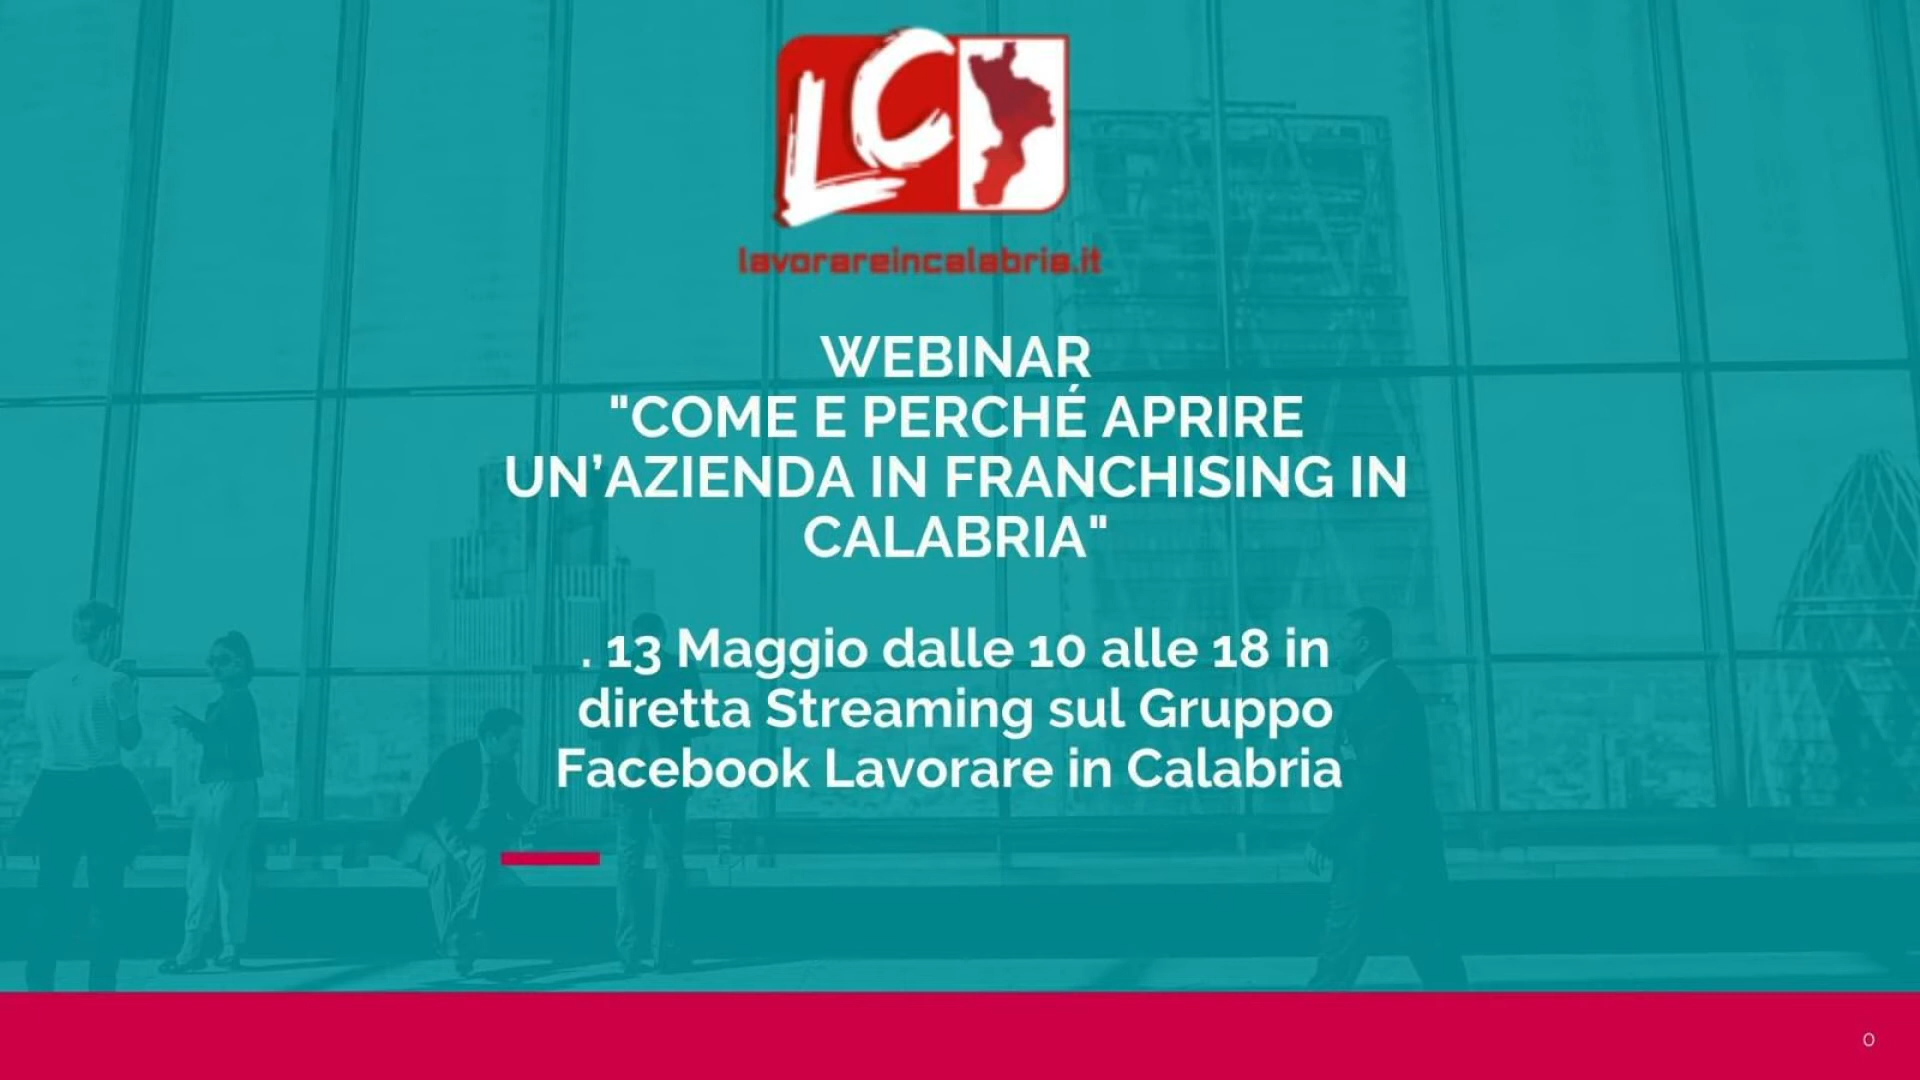 LC
lavorareincalabria.it
WEBINAR
"COME E PERCHÉ APRIRE
UN’AZIENDA IN FRANCHISING IN
CALABRIA"
. 13 Maggio dalle 10 alle 18 in
diretta Streaming sul Gruppo
Facebook Lavorare in Calabria
0